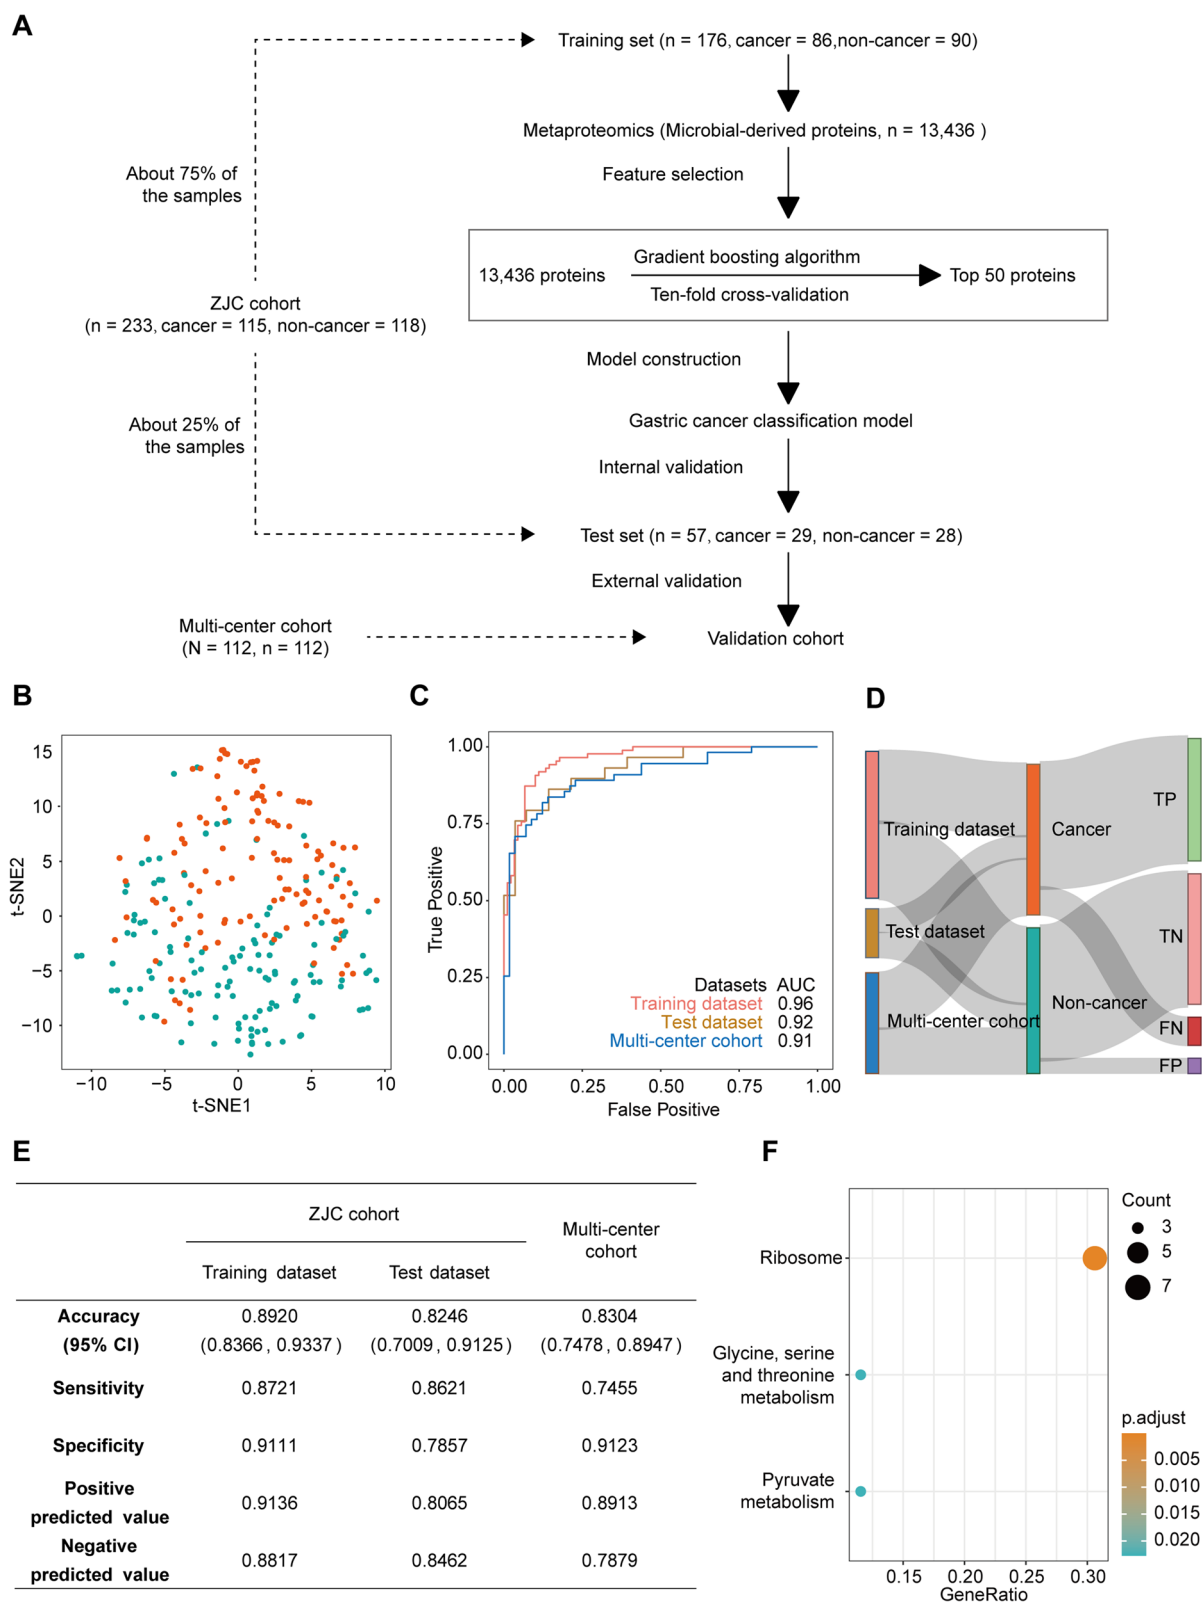 A
Training set (n = 176, cancer = 86,non-cancer = 90)
Metaproteomics (Microbial-derived proteins, n = 13,436 )
About 75% of
the samples
Feature selection
Gradient boosting algorithm
13,436 proteins
Top 50 proteins
Ten-fold cross-validation
ZJC cohort
(n = 233, cancer = 115, non-cancer = 118)
Model construction
About 25% of
the samples
Gastric cancer classification model
Internal validation
Test set (n = 57, cancer = 29, non-cancer = 28)
External validation
Multi-center cohort
(N = 112, n = 112)
Validation cohort
B
15
10
5
0
−5
−10
t-SNE2
−10 −5 0 5 10
t-SNE1
C
1.00
0.75
0.50
0.25
0.00
True Positive
Datasets AUC
Training dataset 0.96
Test dataset 0.92
Multi-center cohort 0.91
0.00 0.25 0.50 0.75 1.00
False Positive
D
Training dataset
Test dataset
Multi-center cohort
Cancer
Non-cancer
TP
TN
FN
FP
E
ZJC cohort
Multi-center
cohort
Training dataset Test dataset
Accuracy 0.8920 0.8246 0.8304
(95% CI) (0.8366 , 0.9337 ) (0.7009 , 0.9125 ) (0.7478 , 0.8947 )
Sensitivity 0.8721 0.8621 0.7455
Specificity 0.9111 0.7857 0.9123
Positive
predicted value 0.9136 0.8065 0.8913
Negative
predicted value 0.8817 0.8462 0.7879
F
Ribosome
Glycine, serine
and threonine
metabolism
Pyruvate
metabolism
0.15 0.20 0.25 0.30
GeneRatio
Count
3
5
7
p.adjust
0.005
0.010
0.015
0.020